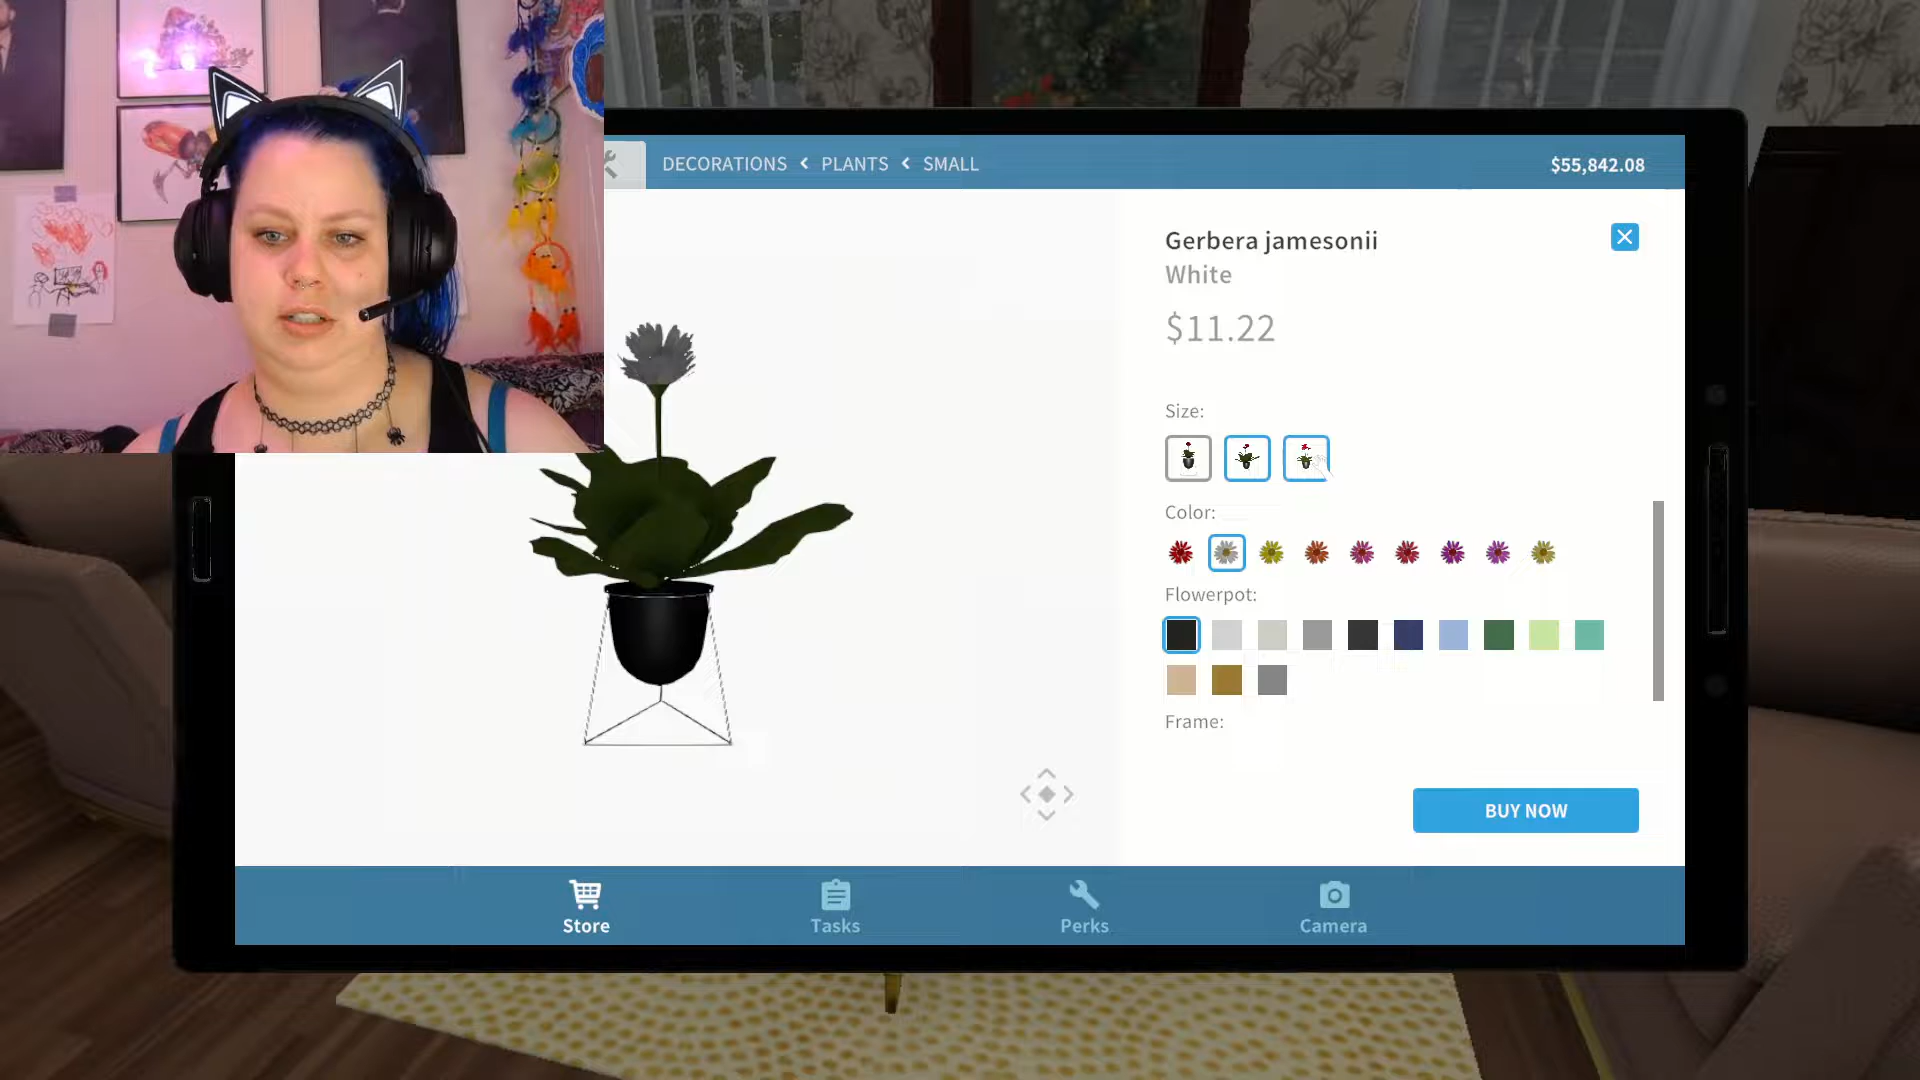 DECORATIONS < PLANTS < SMALL
$55,842.08
Gerbera jamesonii
White
$11.22
Size:
Color:
Flowerpot:
Frame:
BUY NOW
Store
Tasks
Perks
Camera